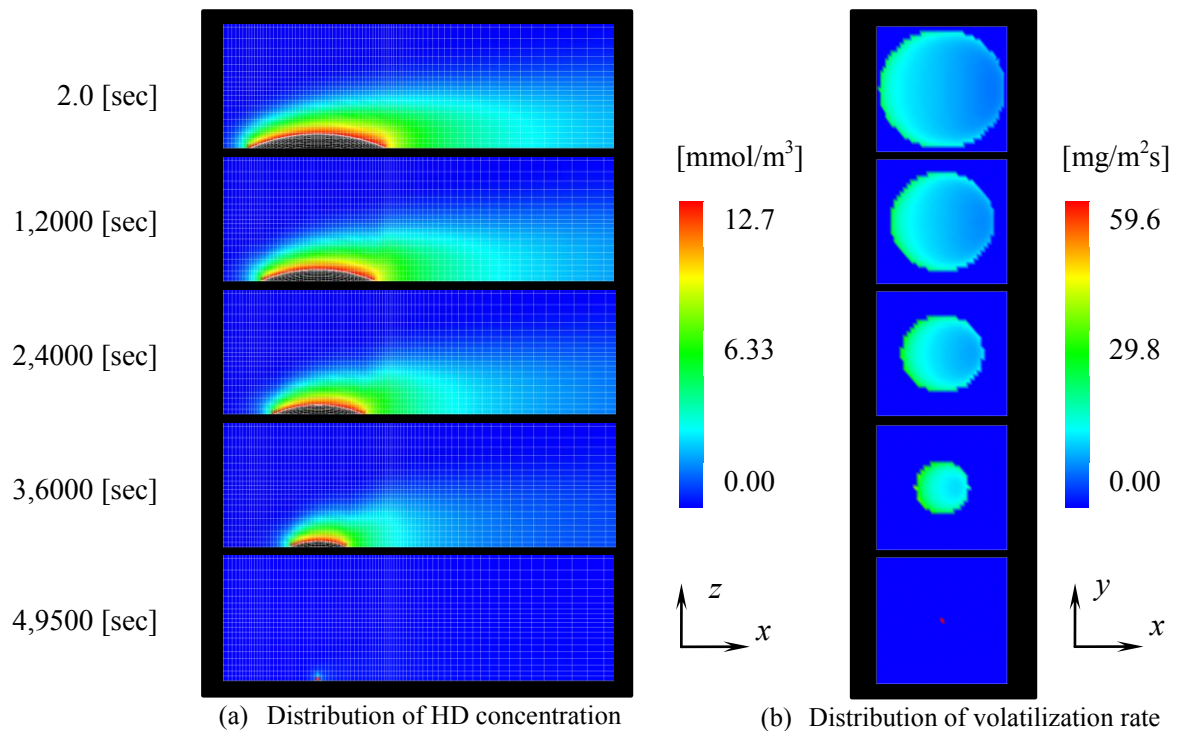 2.0 [sec]
1,2000 [sec]
2,4000 [sec]
3,6000 [sec]
4,9500 [sec]
[mmol/m³]
12.7
6.33
0.00
z
x
[mg/m²s]
59.6
29.8
0.00
y
x
(a) Distribution of HD concentration
(b) Distribution of volatilization rate